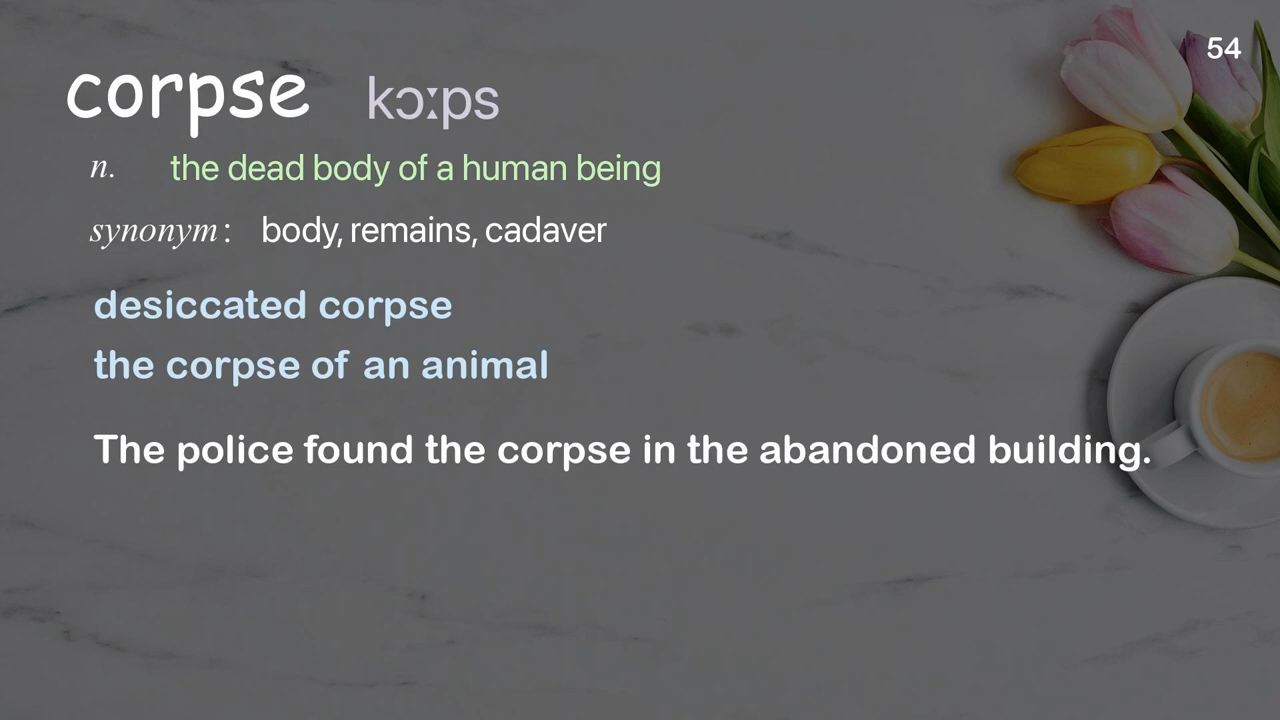 54
corpse kɔːps
n. the dead body of a human being
synonym: body, remains, cadaver
desiccated corpse
the corpse of an animal
The police found the corpse in the abandoned building.